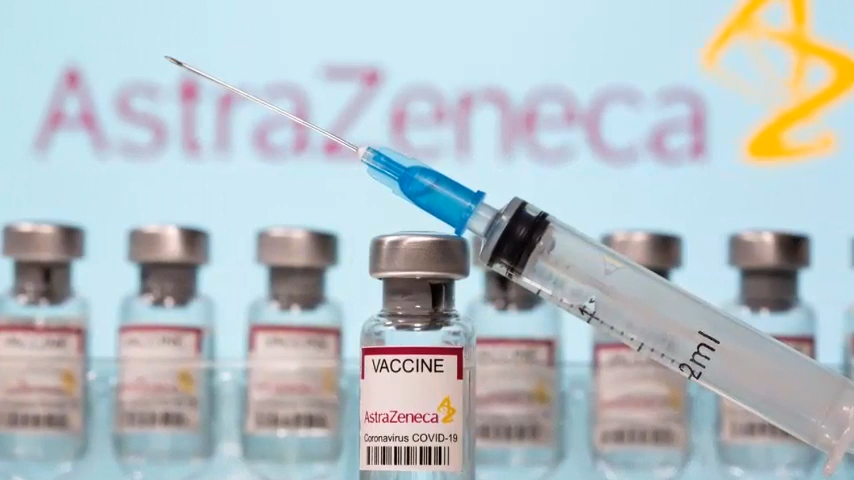 AstraZeneca
VACCINE
AstraZeneca
Coronavirus COVID-19
2ml